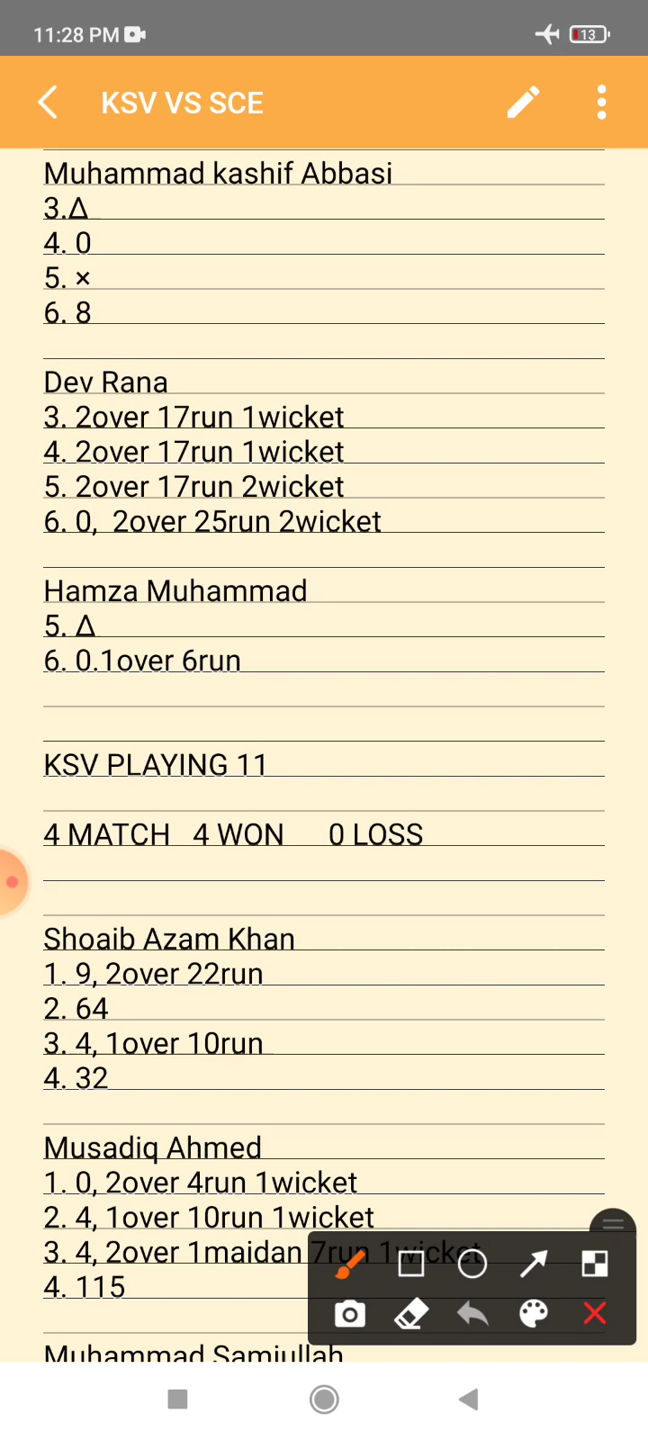 11:28 PM
13
KSV VS SCE
Muhammad kashif Abbasi
3.Δ
4. 0
5. ×
6. 8
Dev Rana
3. 2over 17run 1wicket
4. 2over 17run 1wicket
5. 2over 17run 2wicket
6. 0,  2over 25run 2wicket
Hamza Muhammad
5. Δ
6. 0.1over 6run
KSV PLAYING 11
4 MATCH   4 WON      0 LOSS
Shoaib Azam Khan
1. 9, 2over 22run
2. 64
3. 4, 1over 10run
4. 32
Musadiq Ahmed
1. 0, 2over 4run 1wicket
2. 4, 1over 10run 1wicket
3. 4, 2over 1maidan 7run 1wicket
4. 115
Muhammad Samiullah